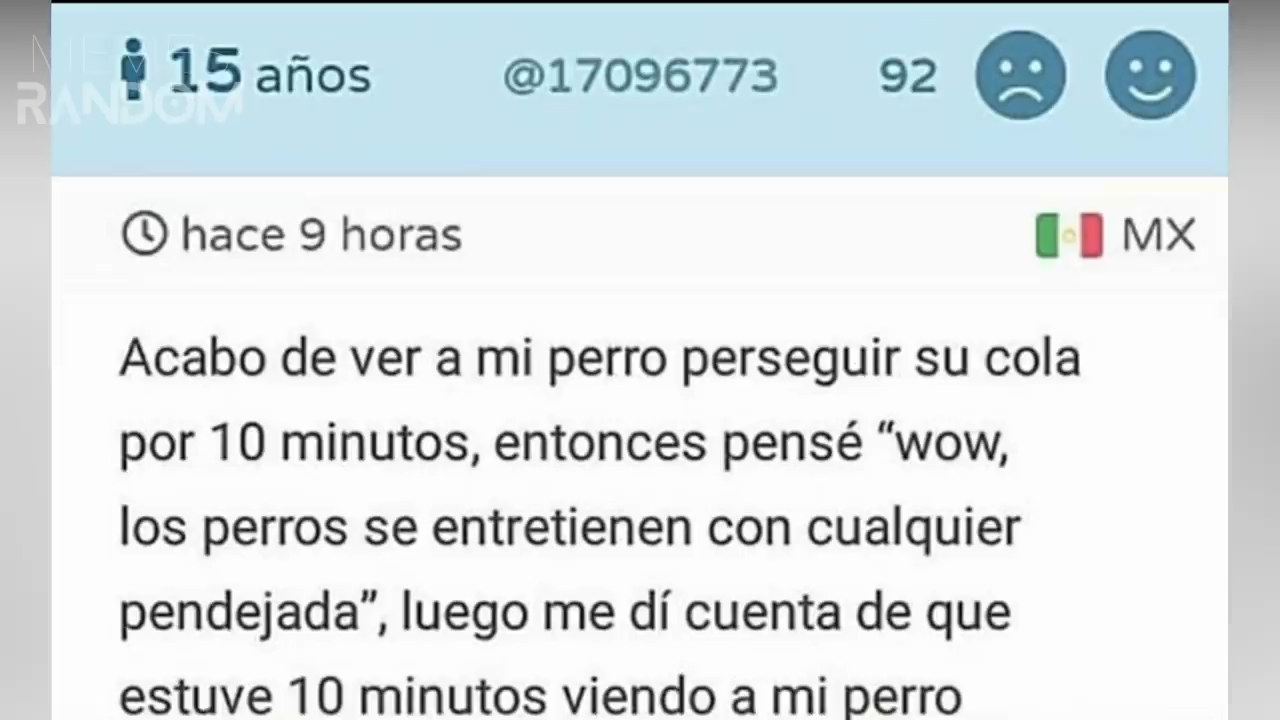 MEMES
RANDOM
15 años @17096773 92
hace 9 horas MX
Acabo de ver a mi perro perseguir su cola
por 10 minutos, entonces pensé “wow,
los perros se entretienen con cualquier
pendejada”, luego me dí cuenta de que
estuve 10 minutos viendo a mi perro